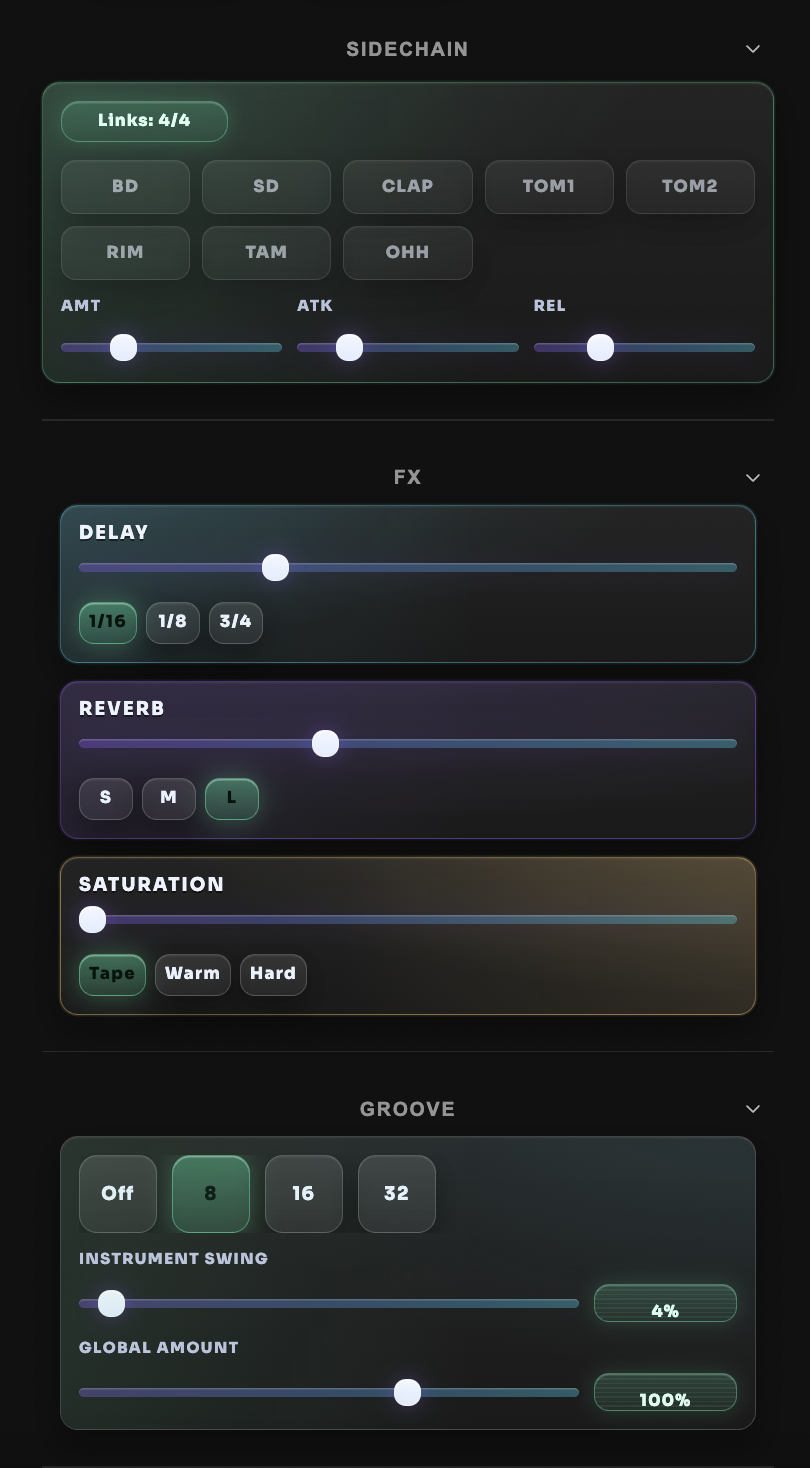 SIDECHAIN
Links: 4/4
BD SD CLAP TOM1 TOM2
RIM TAM OHH
AMT ATK REL
FX
DELAY
1/16 1/8 3/4
REVERB
S M L
SATURATION
Tape Warm Hard
GROOVE
Off 8 16 32
INSTRUMENT SWING
4%
GLOBAL AMOUNT
100%